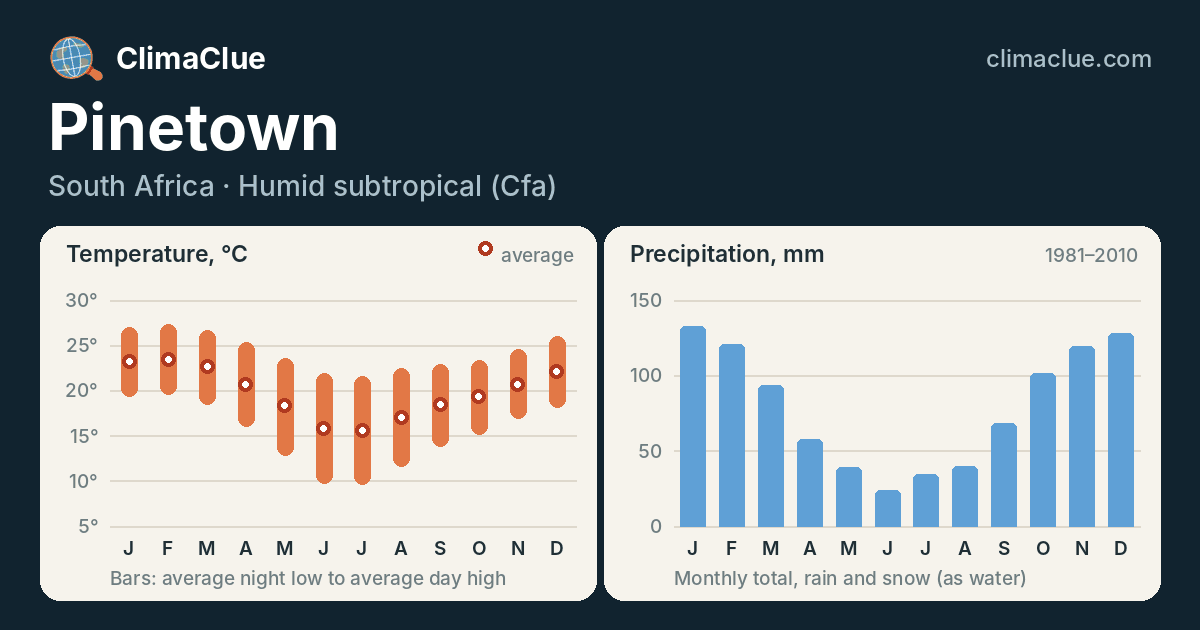 ClimaClue
climaclue.com
Pinetown
South Africa · Humid subtropical (Cfa)
Temperature, °C
average
30°
25°
20°
15°
10°
5°
J F M A M J J A S O N D
Bars: average night low to average day high
Precipitation, mm
1981–2010
150
100
50
0
J F M A M J J A S O N D
Monthly total, rain and snow (as water)